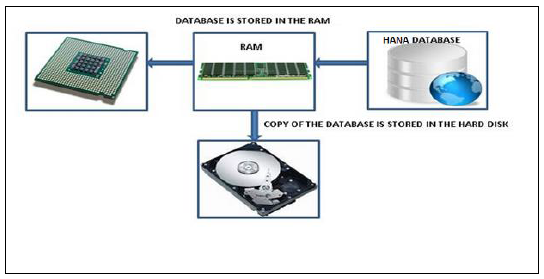 DATABASE IS STORED IN THE RAM
RAM
HANA DATABASE
COPY OF THE DATABASE IS STORED IN THE HARD DISK